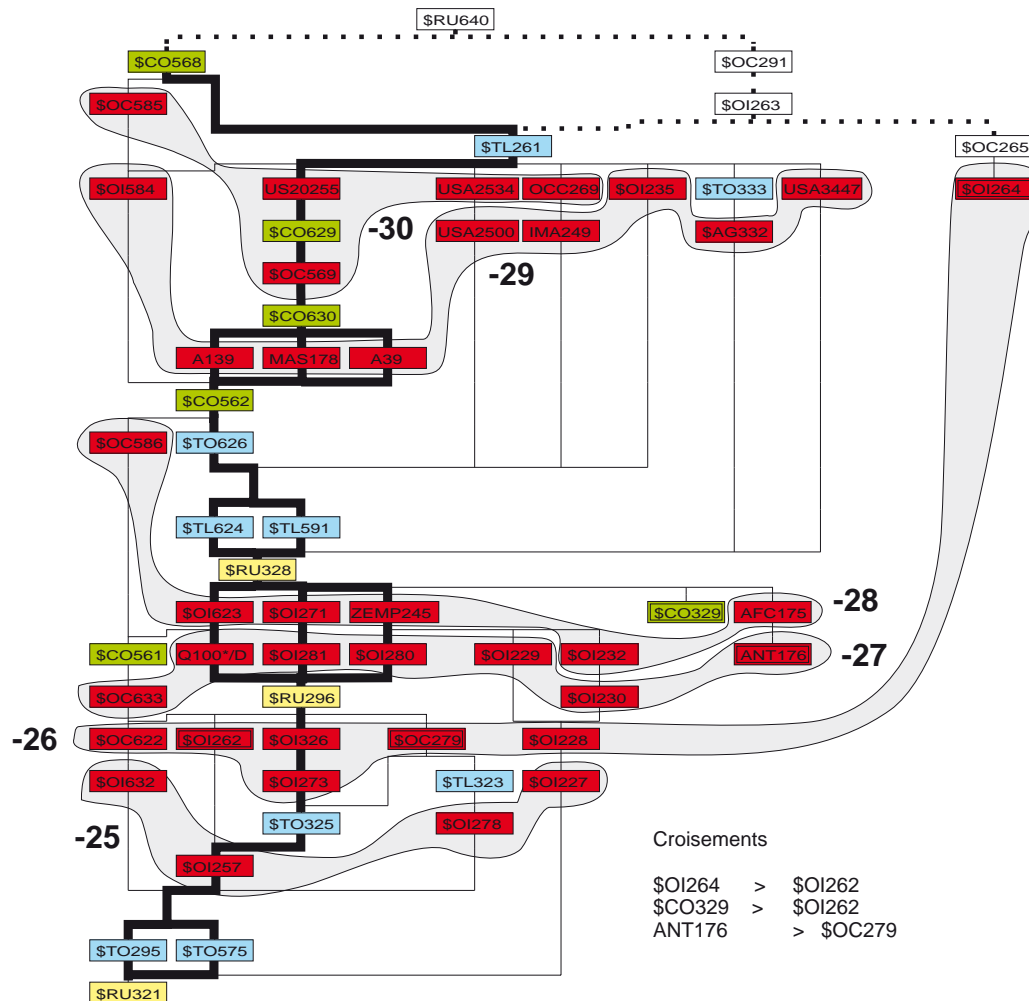 $RU640
$CO568 $OC291
$OC585 $OI263
$TL261 $OC265
$OI584 US20255 USA2534 OCC269 $OI235 $TO333 USA3447 $OI264
$CO629 -30 USA2500 IMA249 $AG332
$OC569 -29
$CO630
A139 MAS178 A39
$CO562
$OC586 $TO626
$TL624 $TL591
$RU328
$OI623 $OI271 ZEMP245 $CO329 AFC175 -28
$CO561 Q100*/D $OI281 $OI280 $OI229 $OI232 ANT176 -27
$OC633 $RU296 $OI230
-26 $OC622 $OI262 $OI326 $OC279 $OI228
$OI632 $OI273 $TL323 $OI227
-25 $TO325 $OI278
Croisements
$OI257
$OI264 > $OI262
$CO329 > $OI262
ANT176 > $OC279
$TO295 $TO575
$RU321